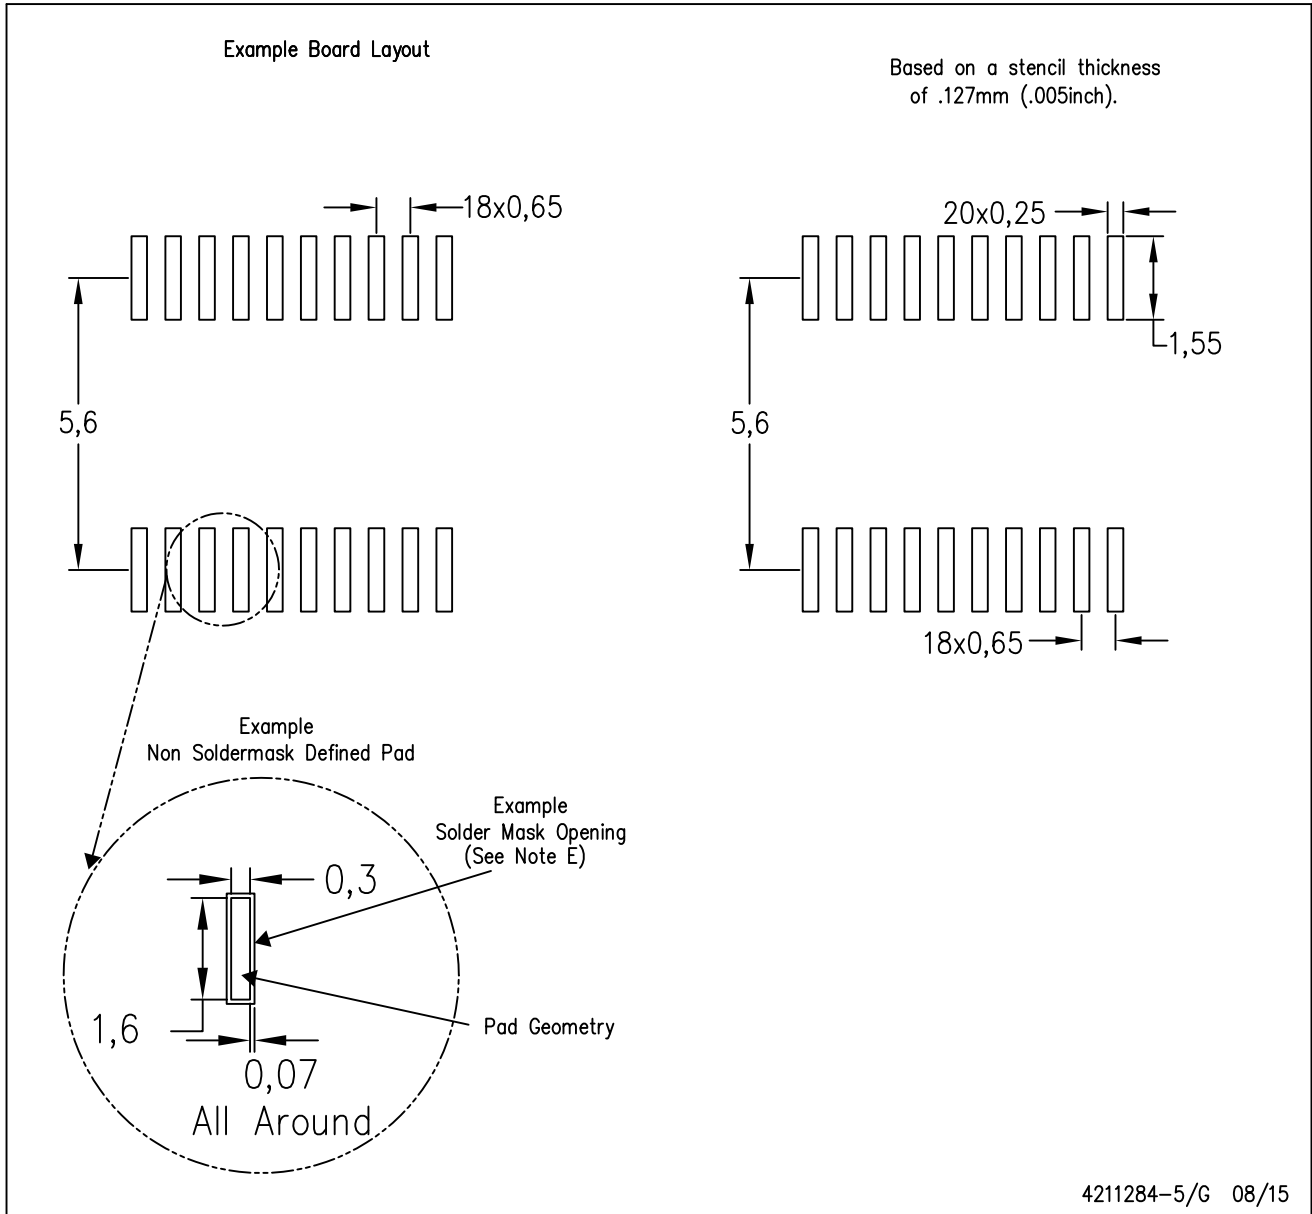 Example Board Layout
Based on a stencil thickness
of .127mm (.005inch).
18x0,65
20x0,25
1,55
5,6
5,6
18x0,65
Example
Non Soldermask Defined Pad
Example
Solder Mask Opening
(See Note E)
0,3
1,6
Pad Geometry
0,07
All Around
4211284-5/G 08/15